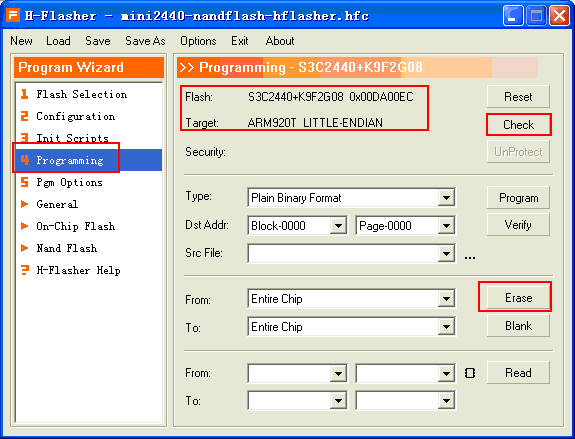 H-Flasher - mini2440-nandflash-hflasher.hfc
New Load Save Save As Options Exit About
Program Wizard
1 Flash Selection
2 Configuration
3 Init Scripts
4 Programming
5 Pgm Options
General
On-Chip Flash
Nand Flash
? H-Flasher Help
>> Programming - S3C2440+K9F2G08
Flash: S3C2440+K9F2G08 0x00DA00EC
Reset
Target: ARM920T LITTLE-ENDIAN
Check
Security:
UnProtect
Type: Plain Binary Format
Program
Dst Addr: Block-0000 Page-0000
Verify
Src File: ...
From: Entire Chip
Erase
To: Entire Chip
Blank
From:
Read
To: